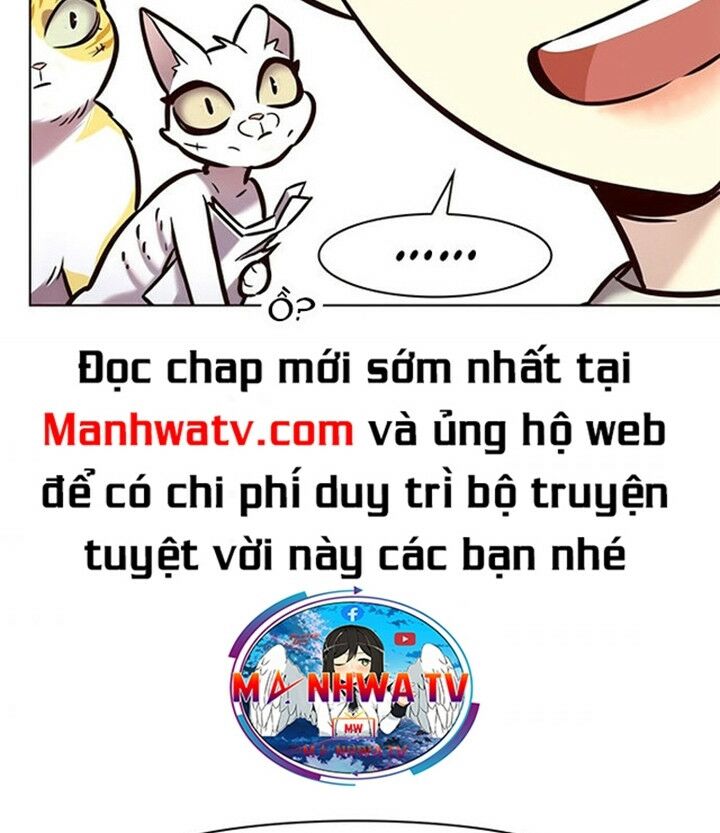 ......
Ồ?
Đọc chap mới sớm nhất tại
Manhwatv.com và ủng hộ web
để có chi phí duy trì bộ truyện
tuyệt vời này các bạn nhé
MANHWA TV
MW
MANHWA TV